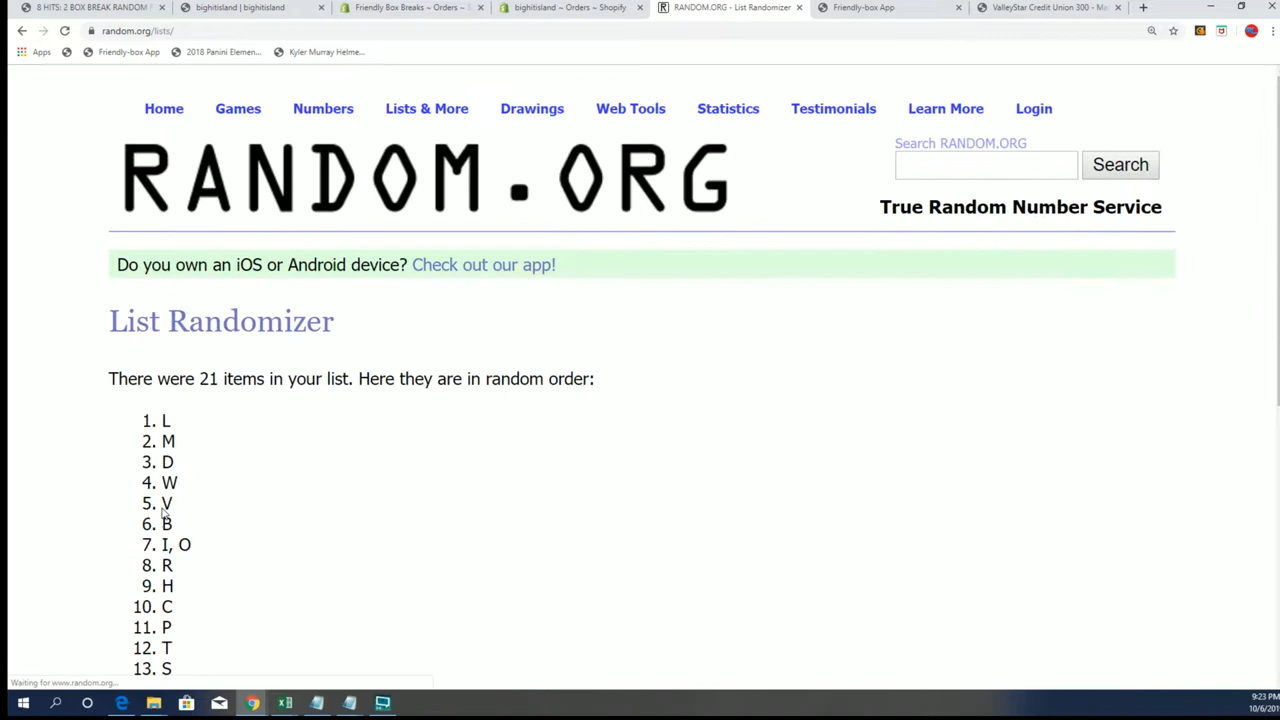 8 HITS: 2 BOX BREAK RANDOM
bighitisland | bighitisland
Friendly Box Breaks ~ Orders ~
bighitisland ~ Orders ~ Shopify
RANDOM.ORG - List Randomizer
Friendly-box App
ValleyStar Credit Union 300 - Ma
random.org/lists/
Apps
Friendly-box App
2018 Panini Elemen...
Kyler Murray Helme...
Home Games Numbers Lists & More Drawings Web Tools Statistics Testimonials Learn More Login
RANDOM.ORG
Search RANDOM.ORG
Search
True Random Number Service
Do you own an iOS or Android device? Check out our app!
List Randomizer
There were 21 items in your list. Here they are in random order:
1. L
2. M
3. D
4. W
5. V
6. B
7. I, O
8. R
9. H
10. C
11. P
12. T
13. S
Waiting for www.random.org...
9:23 PM